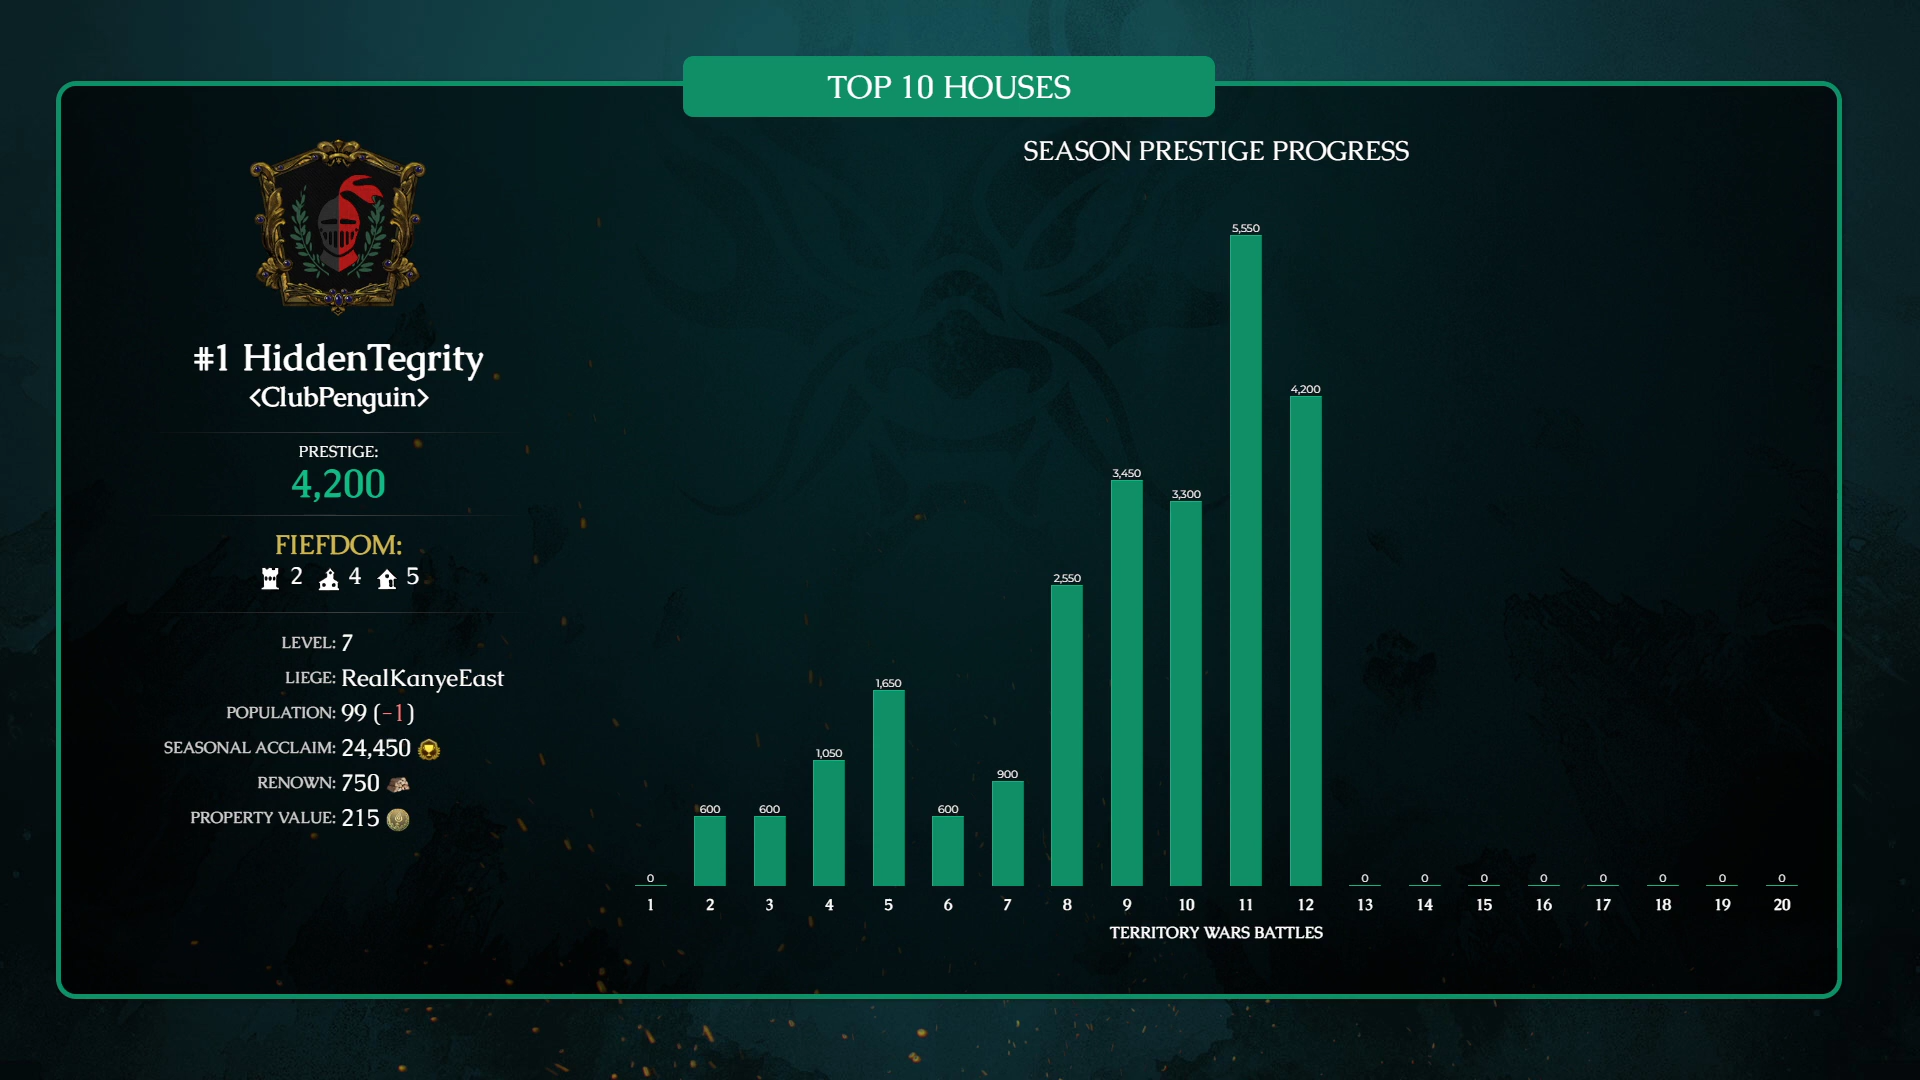 TOP 10 HOUSES
#1 HiddenTegrity
<ClubPenguin>
PRESTIGE:
4,200
FIEFDOM:
2 4 5
LEVEL: 7
LIEGE: RealKanyeEast
POPULATION: 99 (-1)
SEASONAL ACCLAIM: 24,450
RENOWN: 750
PROPERTY VALUE: 215
SEASON PRESTIGE PROGRESS
0 600 600 1,050 1,650 600 900 2,550 3,450 3,300 5,550 4,200 0 0 0 0 0 0 0 0
1 2 3 4 5 6 7 8 9 10 11 12 13 14 15 16 17 18 19 20
TERRITORY WARS BATTLES